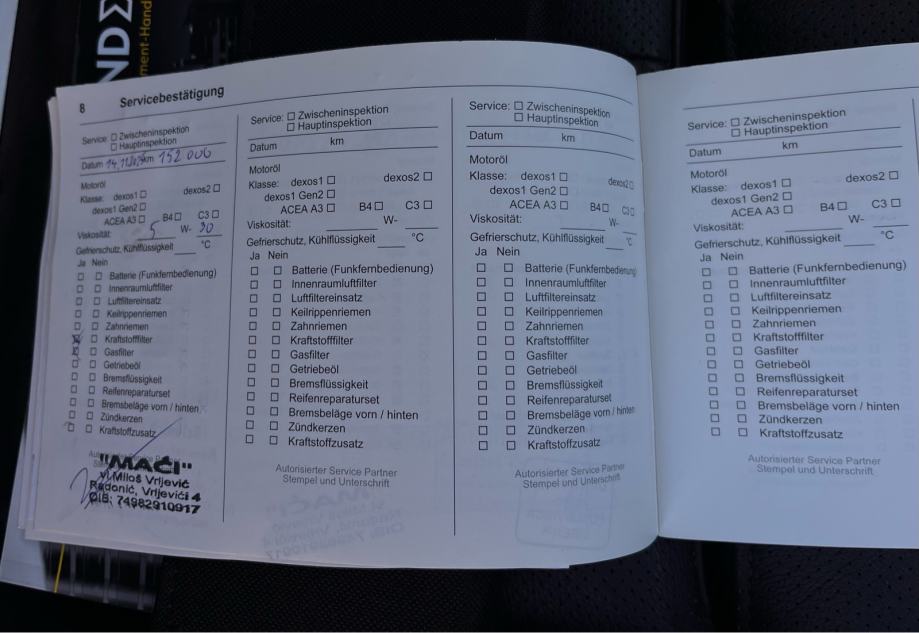 NDΣ
ment-Hand
8 Servicebestätigung
Service: Zwischeninspektion
Hauptinspektion
Datum km 152 006
Motoröl
Klasse: dexos1 dexos2
dexos1 Gen2
ACEA A3 B4 C3
Viskosität: 5 W- 30
Gefrierschutz, Kühlflüssigkeit °C
Ja Nein
Batterie (Funkfernbedienung)
Innenraumluftfilter
Luftfiltereinsatz
Keilrippenriemen
Zahnriemen
Kraftstofffilter
Gasfilter
Getriebeöl
Bremsflüssigkeit
Reifenreparaturset
Bremsbeläge vorn / hinten
Zündkerzen
Kraftstoffzusatz
"MAĆI"
vl.Miloš Vrljević
Radonić, Vrljevići 4
OIB: 74982910917
Service: Zwischeninspektion
Hauptinspektion
Datum km
Motoröl
Klasse: dexos1 dexos2
dexos1 Gen2
ACEA A3 B4 C3
Viskosität: W-
Gefrierschutz, Kühlflüssigkeit °C
Ja Nein
Batterie (Funkfernbedienung)
Innenraumluftfilter
Luftfiltereinsatz
Keilrippenriemen
Zahnriemen
Kraftstofffilter
Gasfilter
Getriebeöl
Bremsflüssigkeit
Reifenreparaturset
Bremsbeläge vorn / hinten
Zündkerzen
Kraftstoffzusatz
Autorisierter Service Partner
Stempel und Unterschrift
Service: Zwischeninspektion
Hauptinspektion
Datum km
Motoröl
Klasse: dexos1 dexos2
dexos1 Gen2
ACEA A3 B4 C3
Viskosität: W-
Gefrierschutz, Kühlflüssigkeit °C
Ja Nein
Batterie (Funkfernbedienung)
Innenraumluftfilter
Luftfiltereinsatz
Keilrippenriemen
Zahnriemen
Kraftstofffilter
Gasfilter
Getriebeöl
Bremsflüssigkeit
Reifenreparaturset
Bremsbeläge vorn / hinten
Zündkerzen
Kraftstoffzusatz
Autorisierter Service Partner
Stempel und Unterschrift
Service: Zwischeninspektion
Hauptinspektion
Datum km
Motoröl
Klasse: dexos1 dexos2
dexos1 Gen2
ACEA A3 B4 C3
Viskosität: W-
Gefrierschutz, Kühlflüssigkeit °C
Ja Nein
Batterie (Funkfernbedienung)
Innenraumluftfilter
Luftfiltereinsatz
Keilrippenriemen
Zahnriemen
Kraftstofffilter
Gasfilter
Getriebeöl
Bremsflüssigkeit
Reifenreparaturset
Bremsbeläge vorn / hinten
Zündkerzen
Kraftstoffzusatz
Autorisierter Service Partner
Stempel und Unterschrift